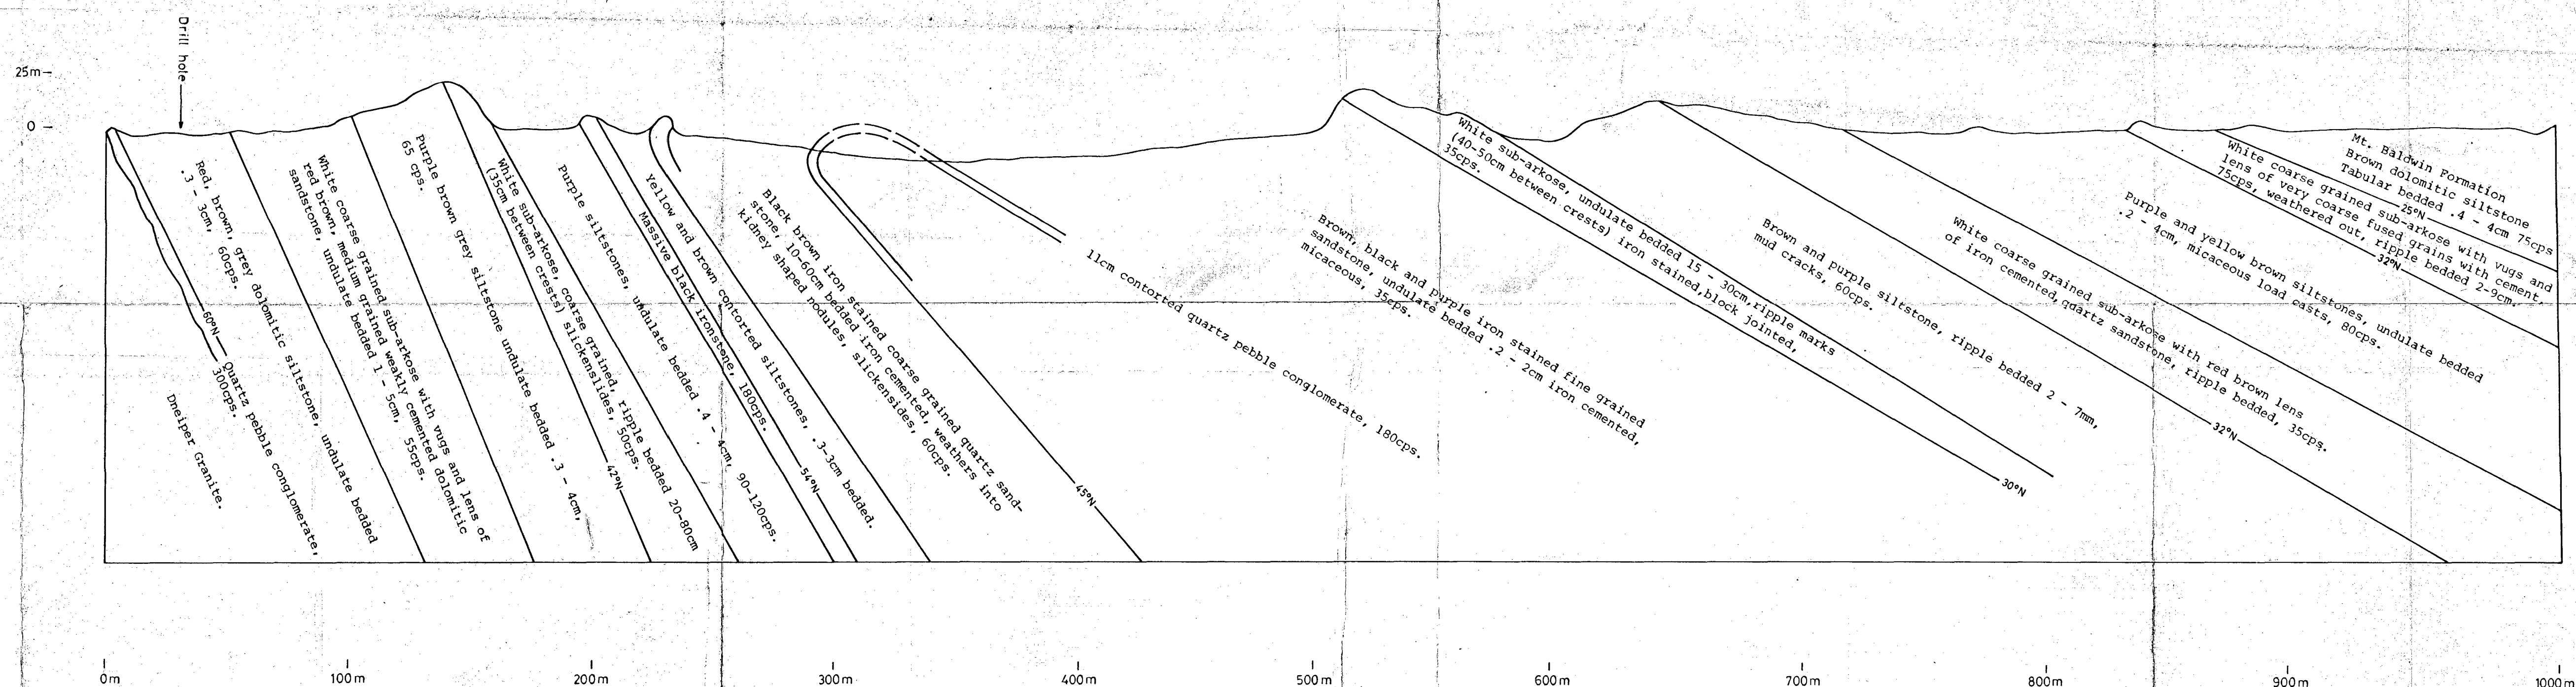 Drill hole
25m
0
60°N
Quartz pebble conglomerate,
300cps.
Dneiper Granite.
Red, brown, grey dolomitic siltstone, undulate bedded
.3 - 3cm, 60cps.
White coarse grained sub-arkose with vugs and lens of
red brown, medium grained weakly cemented dolomitic
sandstone, undulate bedded 1 - 5cm, 55cps.
Purple brown grey siltstone undulate bedded .3 - 4cm,
65 cps.
42°N
White sub-arkose, coarse grained, ripple bedded 20-80cm
(35cm between crests) slickenslides, 50cps.
Purple siltstones, undulate bedded .4 - 4cm, 90-120cps.
Massive black ironstone, 180cps.
54°N
Yellow and brown contorted siltstones, .3-3cm bedded.
Black brown iron stained coarse grained quartz sand-
stone, 10-60cm bedded iron cemented, weathers into
kidney shaped nodules, slickensides, 60cps.
45°N
11cm contorted quartz pebble conglomerate, 180cps.
Brown, black and purple iron stained fine grained
sandstone, undulate bedded .2 - 2cm iron cemented,
micaceous, 35cps.
White sub-arkose, undulate bedded 15 - 30cm, ripple marks
(40-50cm between crests) iron stained, block jointed,
35cps.
30°N
Brown and purple siltstone, ripple bedded 2 - 7mm,
mud cracks, 60cps.
32°N
White coarse grained sub-arkose with red brown lens
of iron cemented, quartz sandstone, ripple bedded, 35cps.
Purple and yellow brown siltstones, undulate bedded
.2 - 4cm, micaceous load casts, 80cps.
White coarse grained sub-arkose with vugs and
lens of very coarse fused grains with cement.
75cps, weathered out, ripple bedded 2-9cm.
32°N
25°N
Mt. Baldwin Formation
Brown dolomitic siltstone
Tabular bedded .4 - 4cm 75cps
0m 100m 200m 300m 400m 500m 600m 700m 800m 900m 1000m